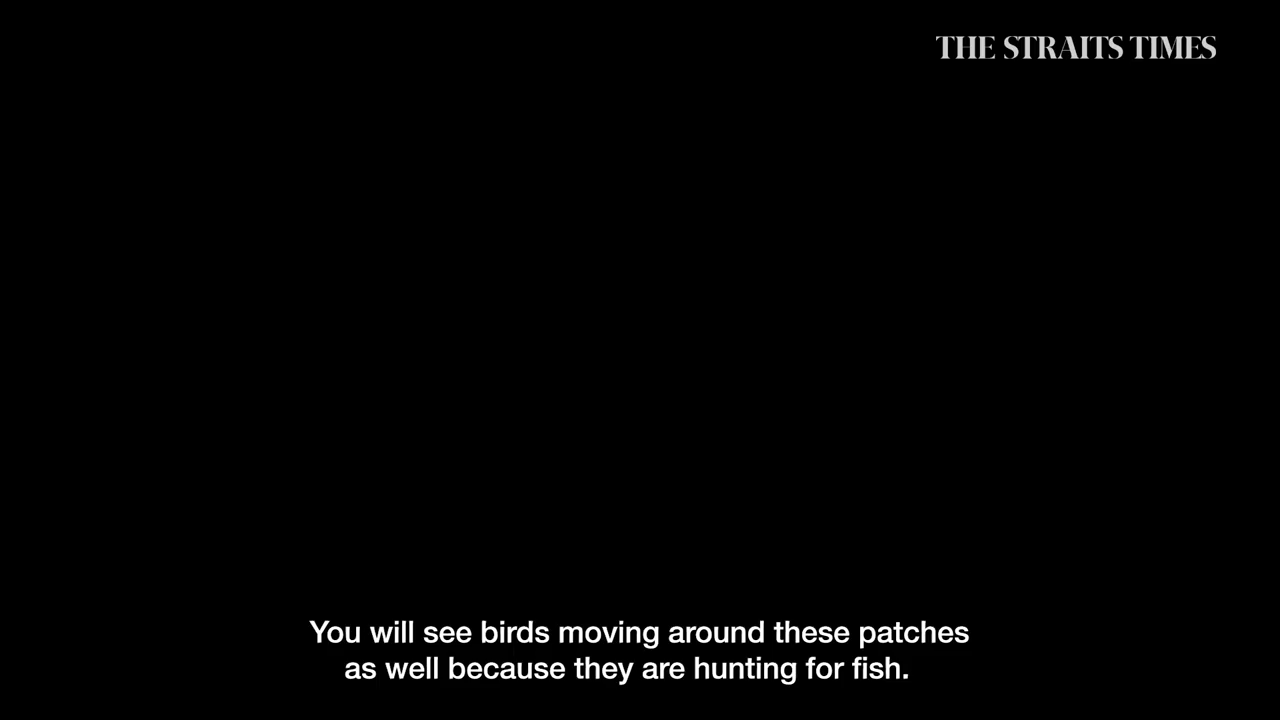 THE STRAITS TIMES
You will see birds moving around these patches
as well because they are hunting for fish.